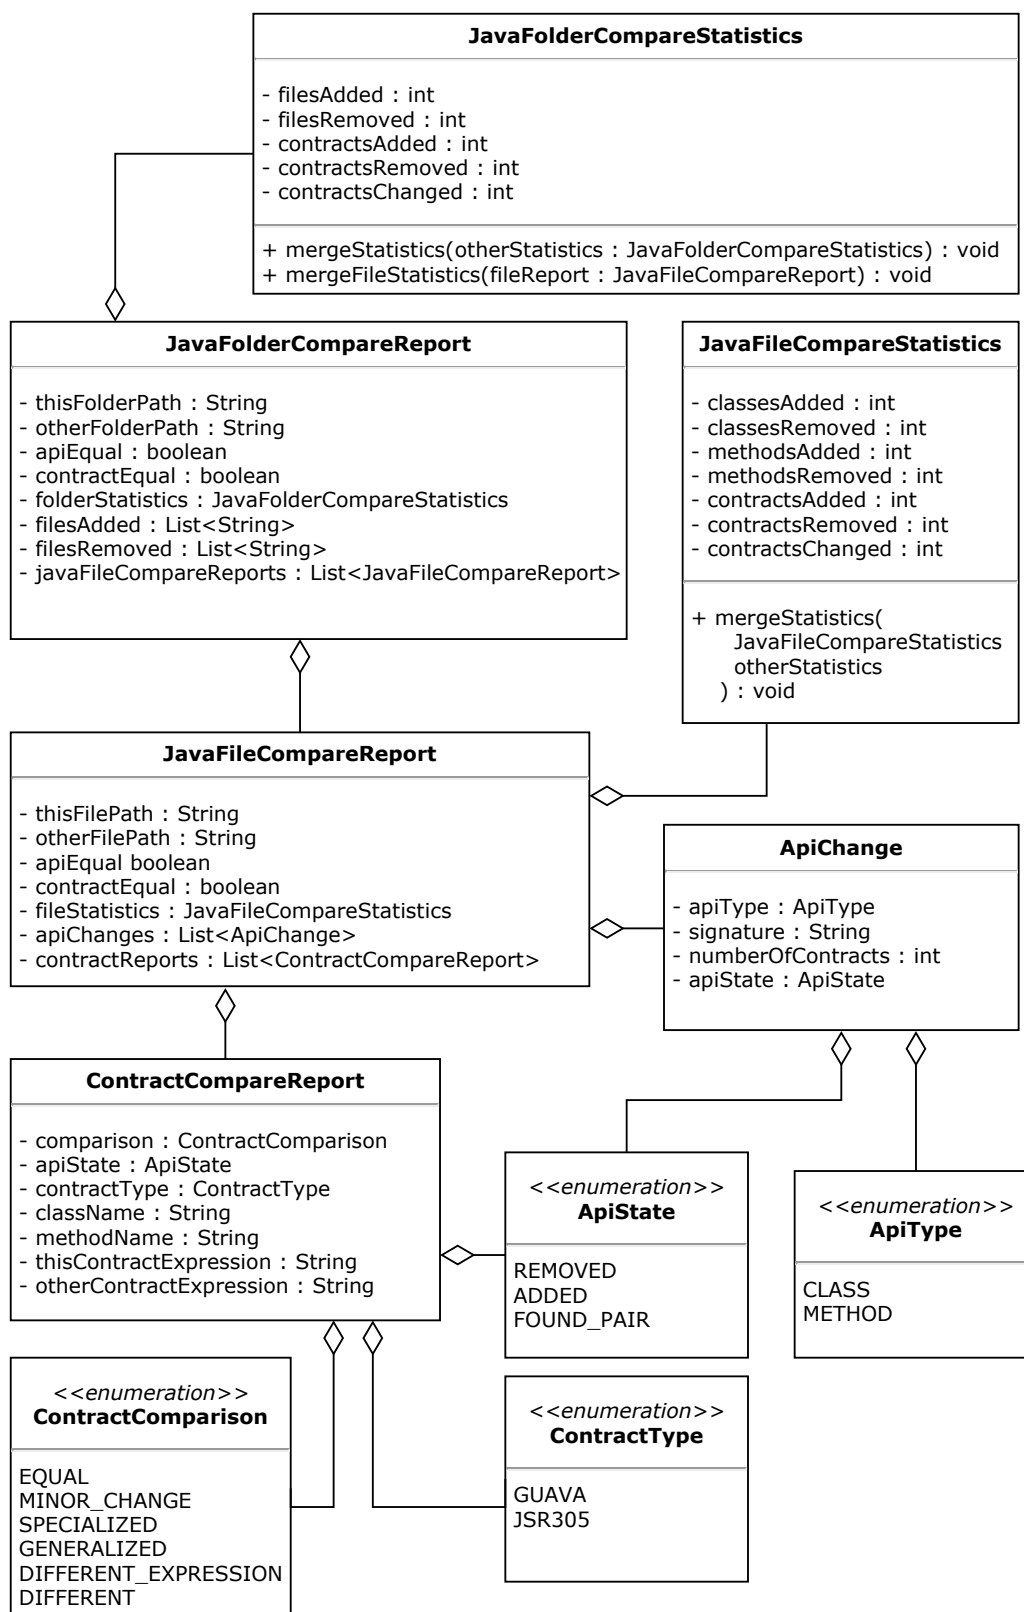 JavaFolderCompareStatistics
- filesAdded : int
- filesRemoved : int
- contractsAdded : int
- contractsRemoved : int
- contractsChanged : int
+ mergeStatistics(otherStatistics : JavaFolderCompareStatistics) : void
+ mergeFileStatistics(fileReport : JavaFileCompareReport) : void
JavaFolderCompareReport
- thisFolderPath : String
- otherFolderPath : String
- apiEqual : boolean
- contractEqual : boolean
- folderStatistics : JavaFolderCompareStatistics
- filesAdded : List<String>
- filesRemoved : List<String>
- javaFileCompareReports : List<JavaFileCompareReport>
JavaFileCompareStatistics
- classesAdded : int
- classesRemoved : int
- methodsAdded : int
- methodsRemoved : int
- contractsAdded : int
- contractsRemoved : int
- contractsChanged : int
+ mergeStatistics(
JavaFileCompareStatistics
otherStatistics
) : void
JavaFileCompareReport
- thisFilePath : String
- otherFilePath : String
- apiEqual boolean
- contractEqual : boolean
- fileStatistics : JavaFileCompareStatistics
- apiChanges : List<ApiChange>
- contractReports : List<ContractCompareReport>
ApiChange
- apiType : ApiType
- signature : String
- numberOfContracts : int
- apiState : ApiState
ContractCompareReport
- comparison : ContractComparison
- apiState : ApiState
- contractType : ContractType
- className : String
- methodName : String
- thisContractExpression : String
- otherContractExpression : String
<<enumeration>>
ApiState
REMOVED
ADDED
FOUND_PAIR
<<enumeration>>
ApiType
CLASS
METHOD
<<enumeration>>
ContractComparison
EQUAL
MINOR_CHANGE
SPECIALIZED
GENERALIZED
DIFFERENT_EXPRESSION
DIFFERENT
<<enumeration>>
ContractType
GUAVA
JSR305